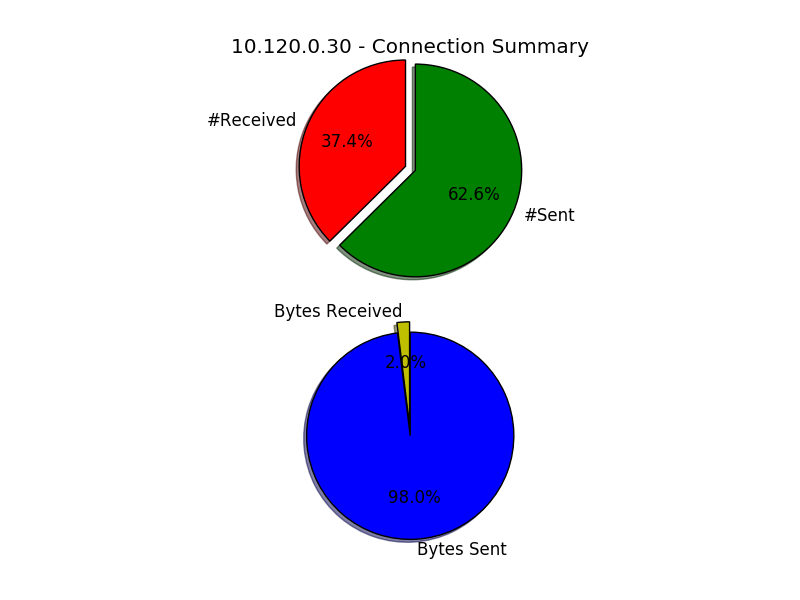 10.120.0.30 - Connection Summary
#Received
37.4%
62.6%
#Sent
Bytes Received
2.0%
98.0%
Bytes Sent